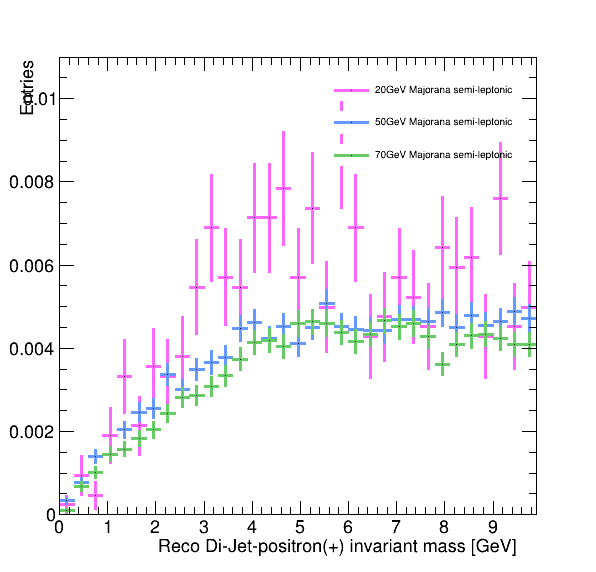 Entries
0.01
0.008
0.006
0.004
0.002
0
20GeV Majorana semi-leptonic
50GeV Majorana semi-leptonic
70GeV Majorana semi-leptonic
0 1 2 3 4 5 6 7 8 9
Reco Di-Jet-positron(+) invariant mass [GeV]